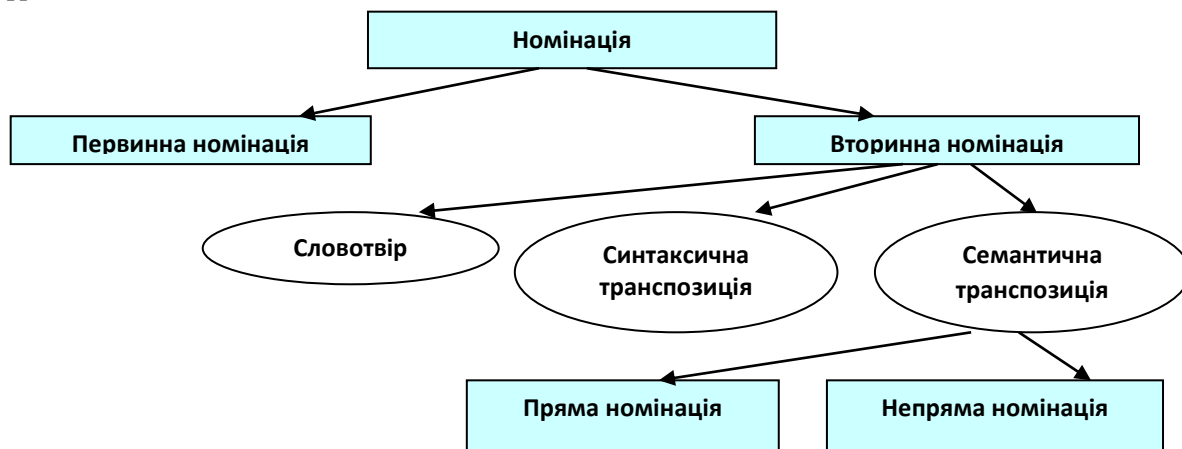 Номінація
Первинна номінація
Вторинна номінація
Словотвір
Синтаксична
транспозиція
Семантична
транспозиція
Пряма номінація
Непряма номінація